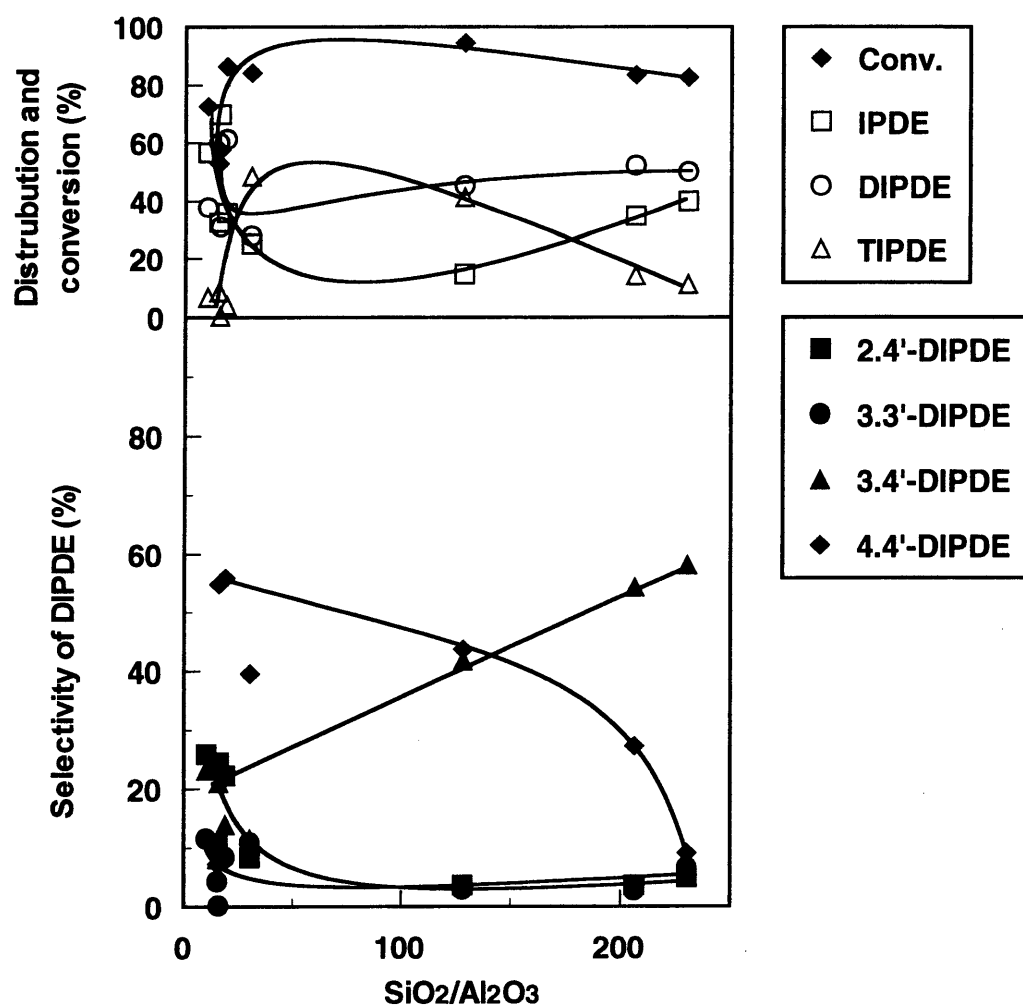 Distrubution and
conversion (%)
100
80
60
40
20
0
Conv.
IPDE
DIPDE
TIPDE
Selectivity of DIPDE (%)
80
60
40
20
0
2.4'-DIPDE
3.3'-DIPDE
3.4'-DIPDE
4.4'-DIPDE
0 100 200
SiO2/Al2O3